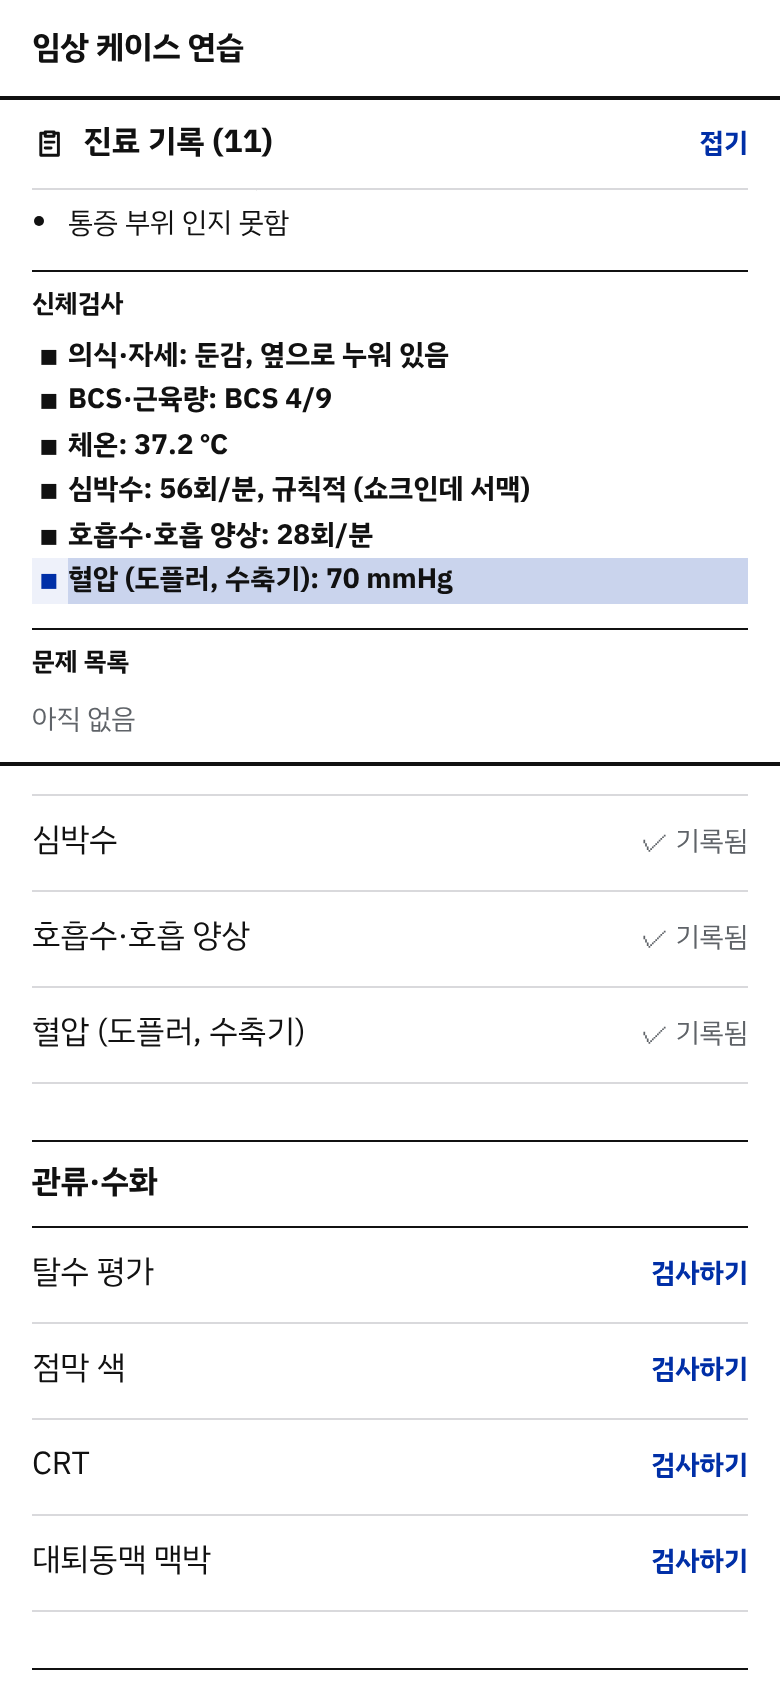 임상 케이스 연습
진료 기록 (11)
접기
• 통증 부위 인지 못함
신체검사
■ 의식·자세: 둔감, 옆으로 누워 있음
■ BCS·근육량: BCS 4/9
■ 체온: 37.2 °C
■ 심박수: 56회/분, 규칙적 (쇼크인데 서맥)
■ 호흡수·호흡 양상: 28회/분
■ 혈압 (도플러, 수축기): 70 mmHg
문제 목록
아직 없음
심박수
✓ 기록됨
호흡수·호흡 양상
✓ 기록됨
혈압 (도플러, 수축기)
✓ 기록됨
관류·수화
탈수 평가
검사하기
점막 색
검사하기
CRT
검사하기
대퇴동맥 맥박
검사하기